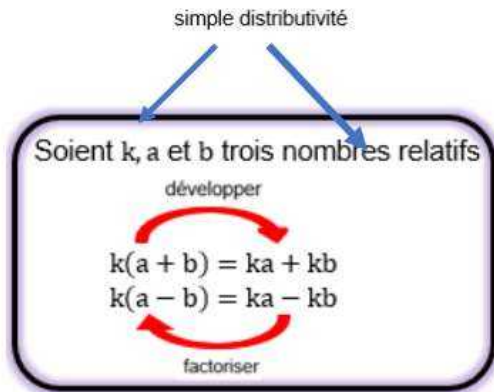 simple distributivité
Soient k, a et b trois nombres relatifs
développer
k(a + b) = ka + kb
k(a − b) = ka − kb
factoriser